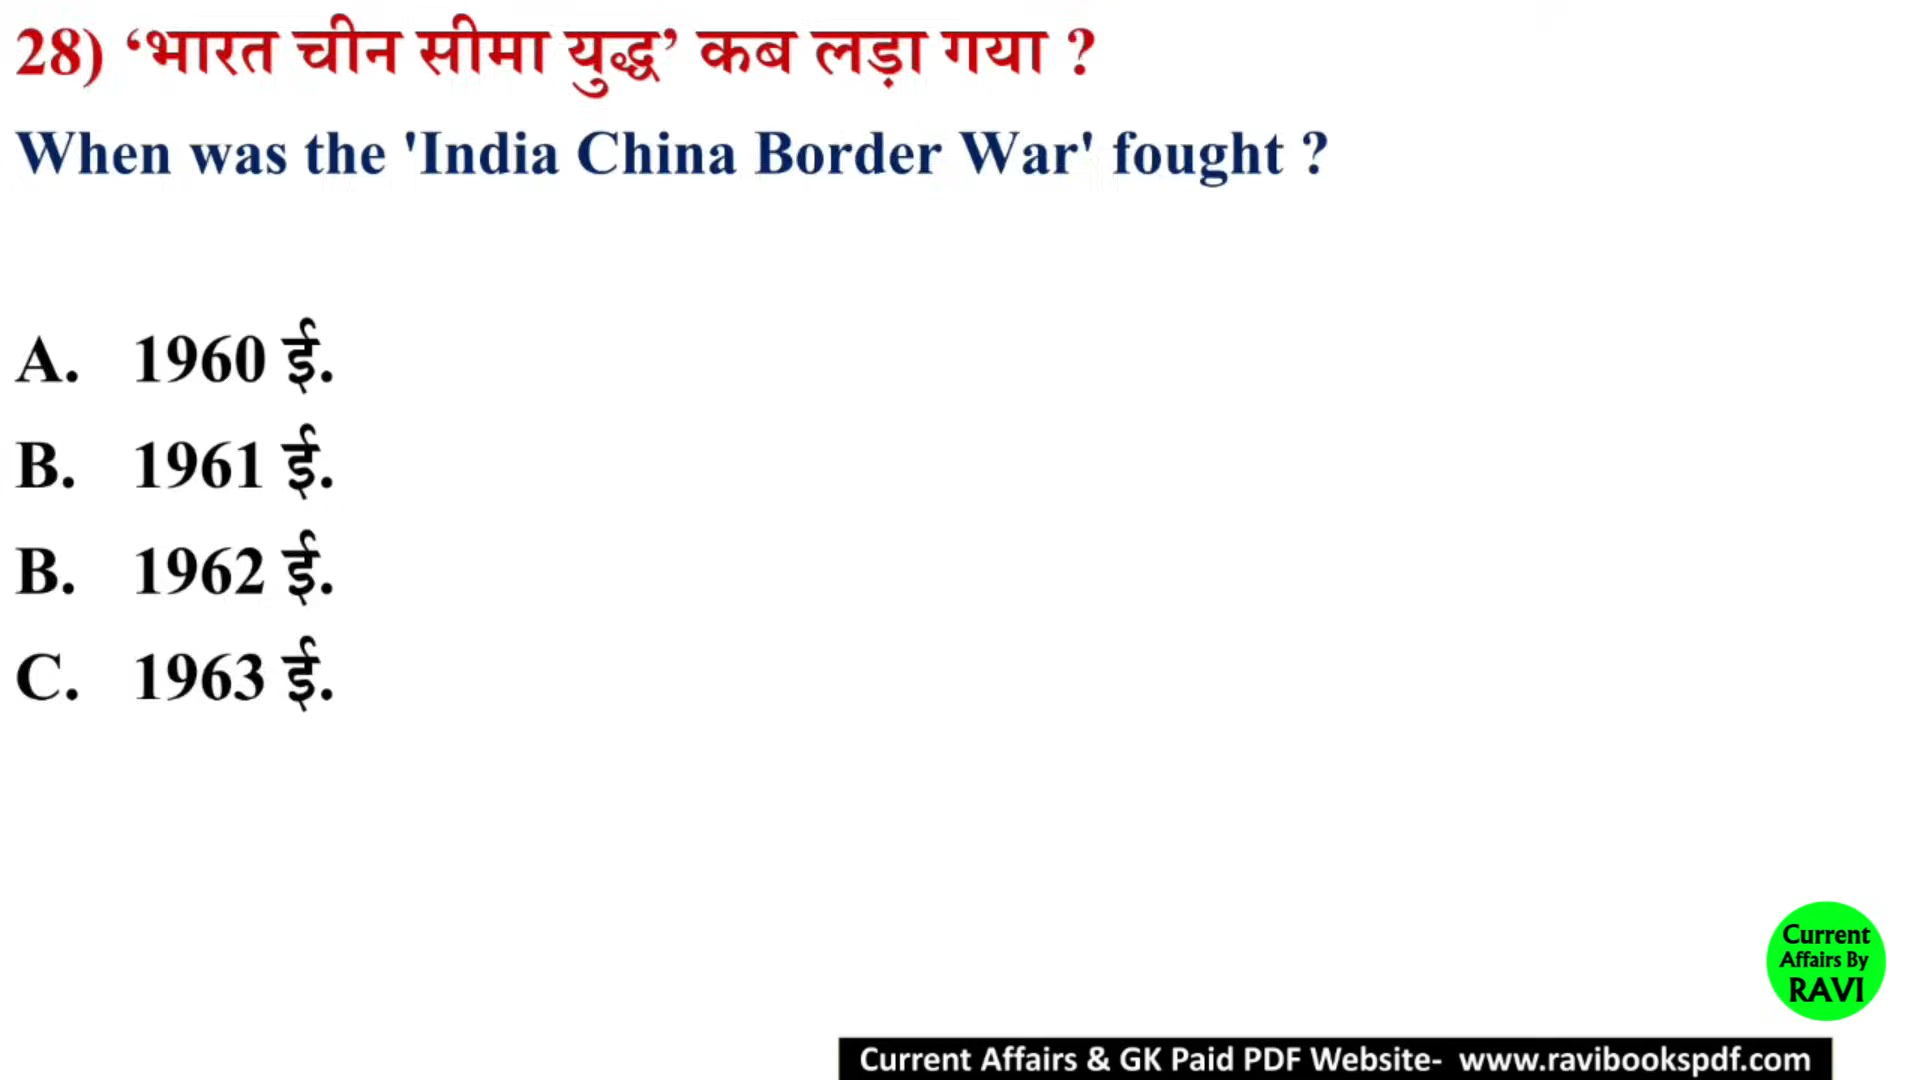 28) ‘भारत चीन सीमा युद्ध’ कब लड़ा गया ?
When was the 'India China Border War' fought ?
A. 1960 ई.
B. 1961 ई.
B. 1962 ई.
C. 1963 ई.
Current
Affairs By
RAVI
Current Affairs & GK Paid PDF Website- www.ravibookspdf.com